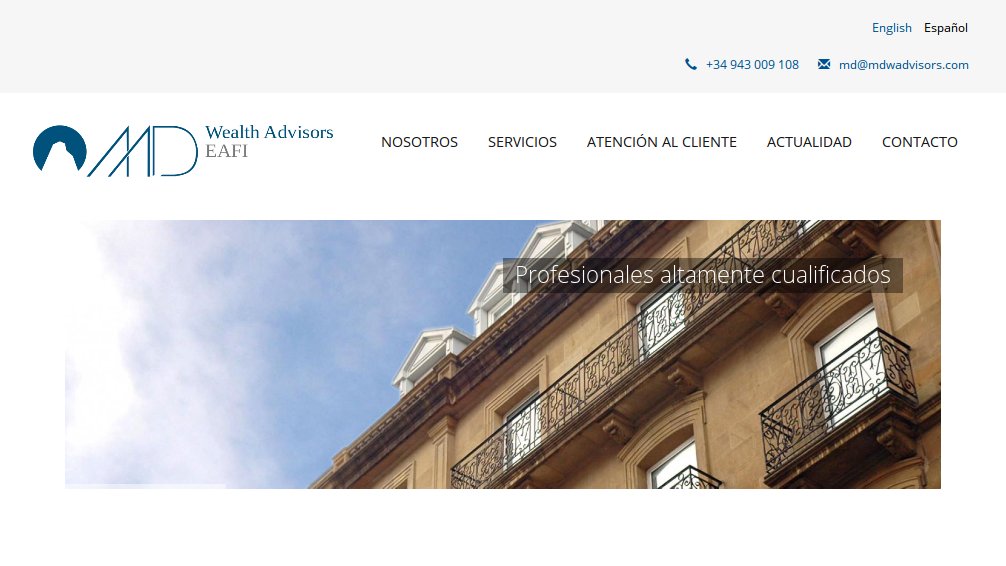 English Español
+34 943 009 108 md@mdwadvisors.com
MD Wealth Advisors
EAFI
NOSOTROS SERVICIOS ATENCIÓN AL CLIENTE ACTUALIDAD CONTACTO
Profesionales altamente cualificados